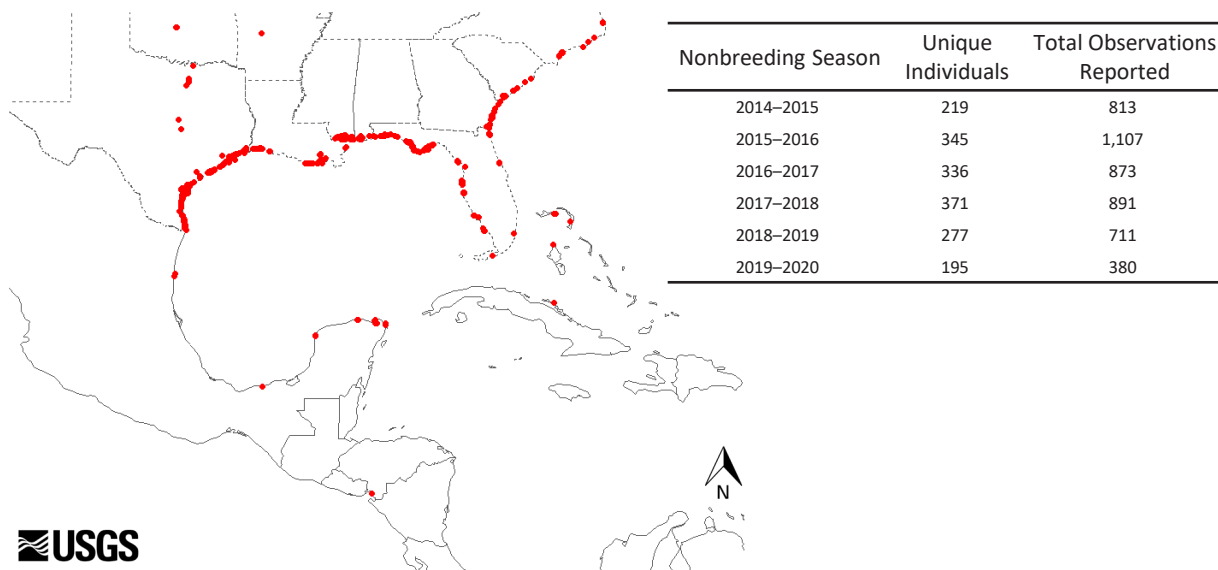 Nonbreeding Season Unique Individuals Total Observations Reported
2014–2015 219 813
2015–2016 345 1,107
2016–2017 336 873
2017–2018 371 891
2018–2019 277 711
2019–2020 195 380
N
USGS